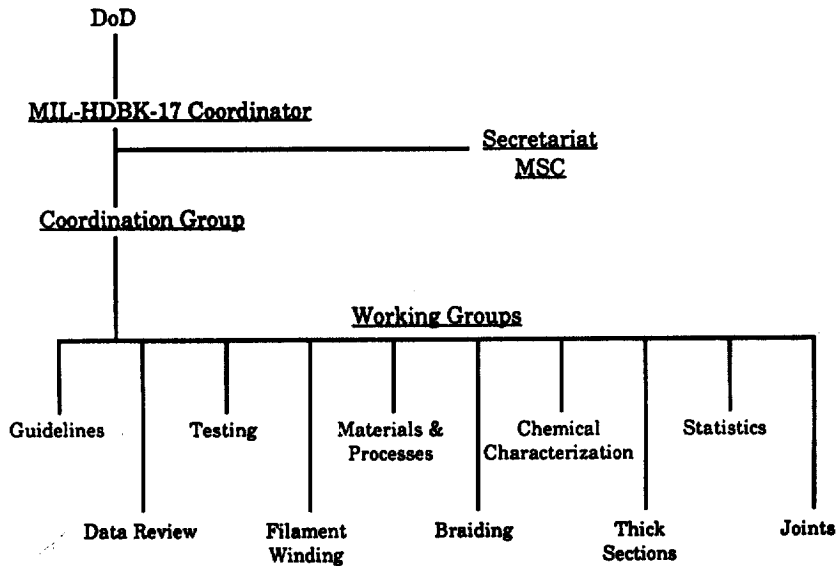 DoD
MIL-HDBK-17 Coordinator
Secretariat
MSC
Coordination Group
Working Groups
Guidelines
Testing
Materials &
Processes
Chemical
Characterization
Statistics
Data Review
Filament
Winding
Braiding
Thick
Sections
Joints